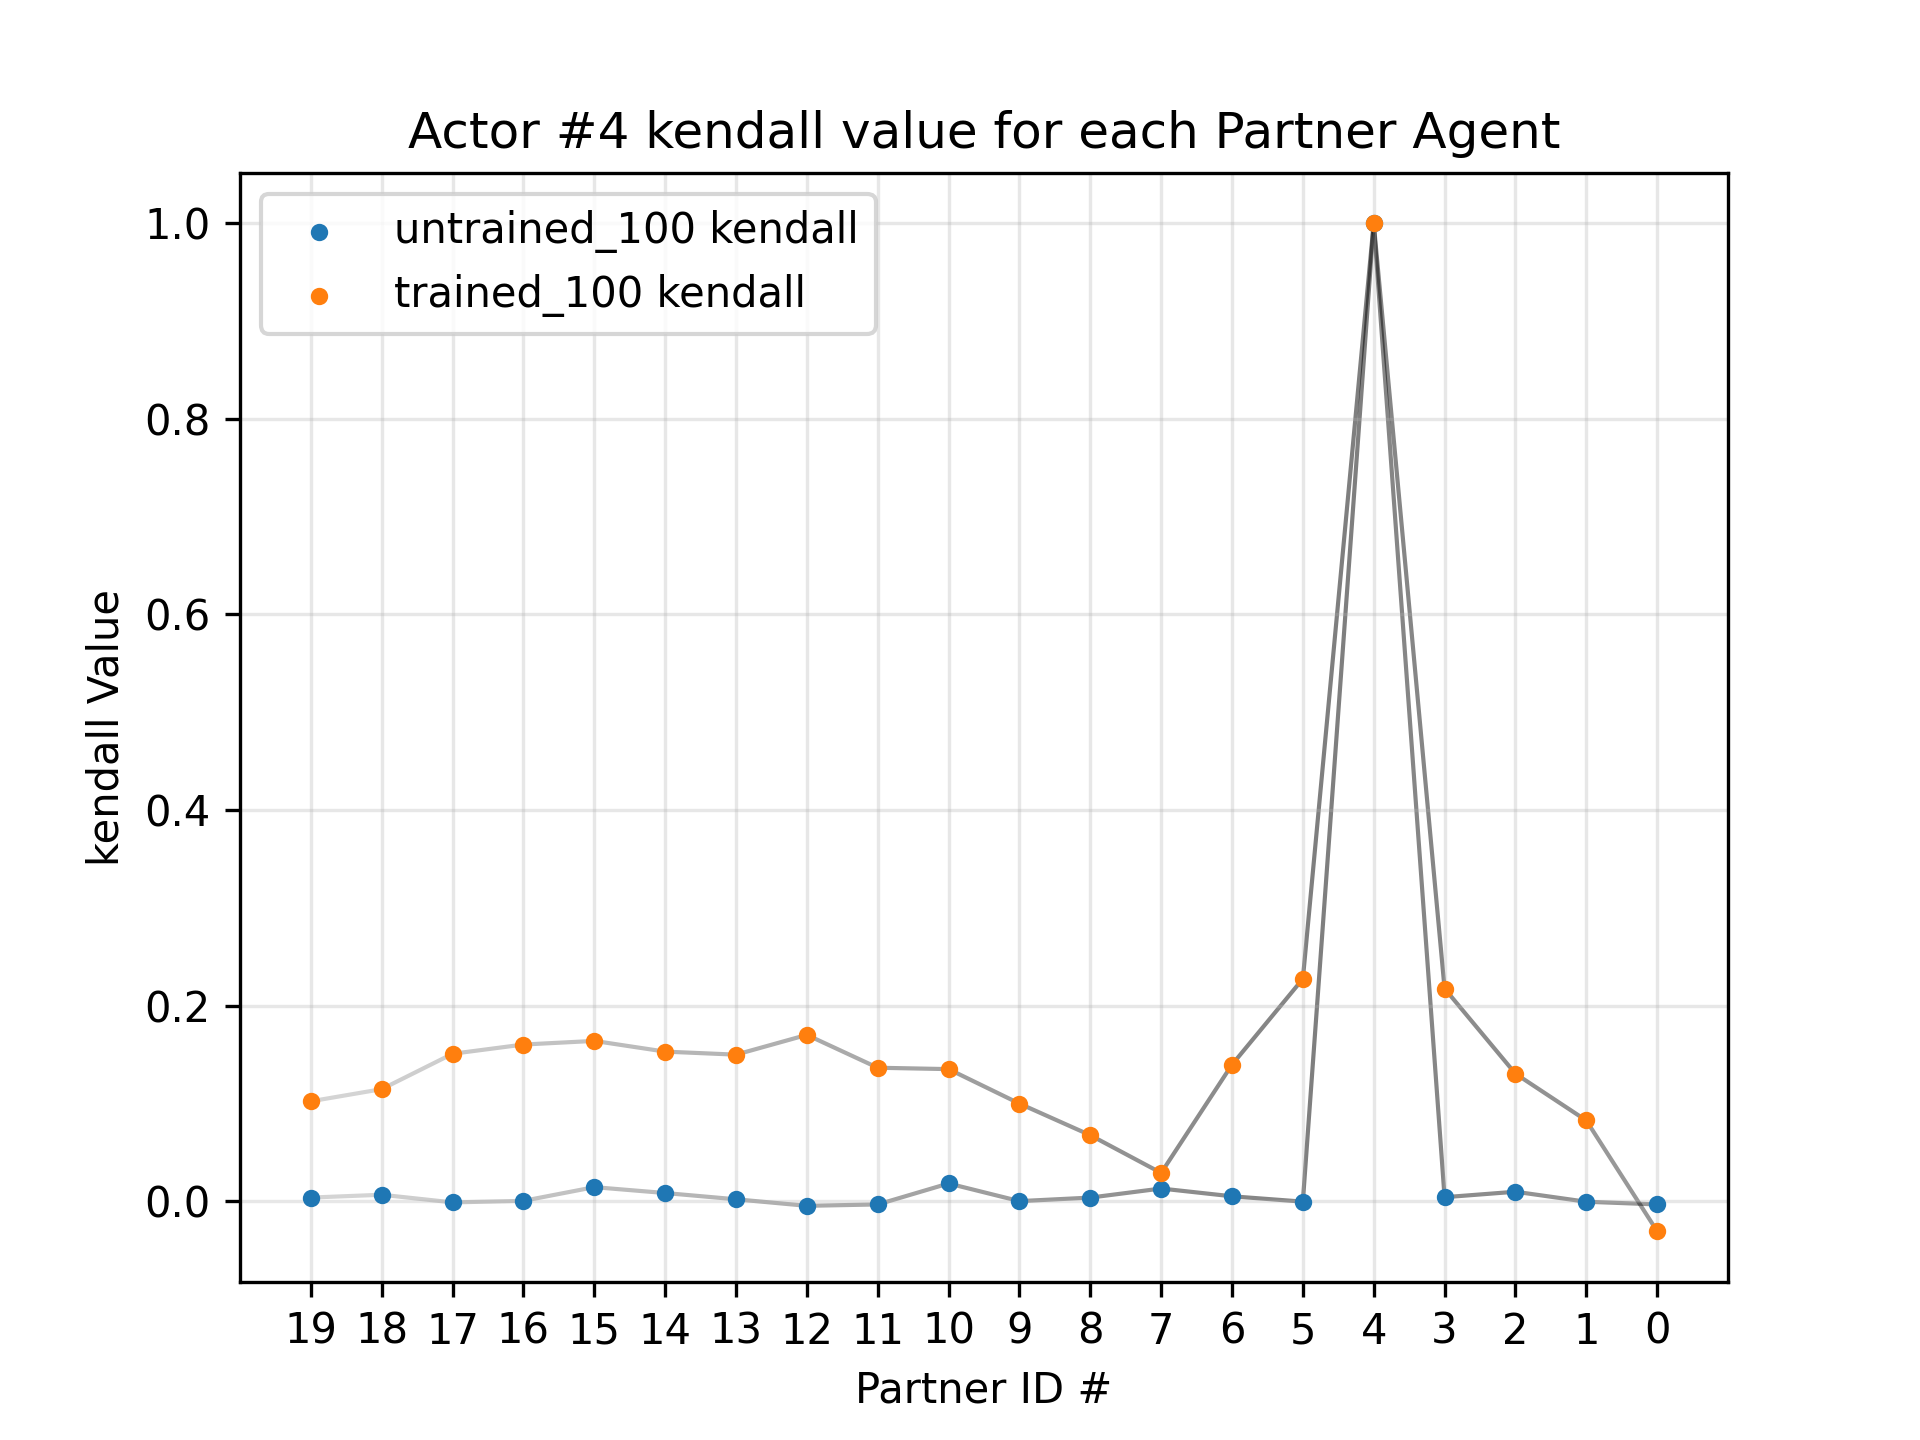 Actor #4 kendall value for each Partner Agent
untrained_100 kendall
trained_100 kendall
kendall Value
1.0
0.8
0.6
0.4
0.2
0.0
19 18 17 16 15 14 13 12 11 10 9 8 7 6 5 4 3 2 1 0
Partner ID #